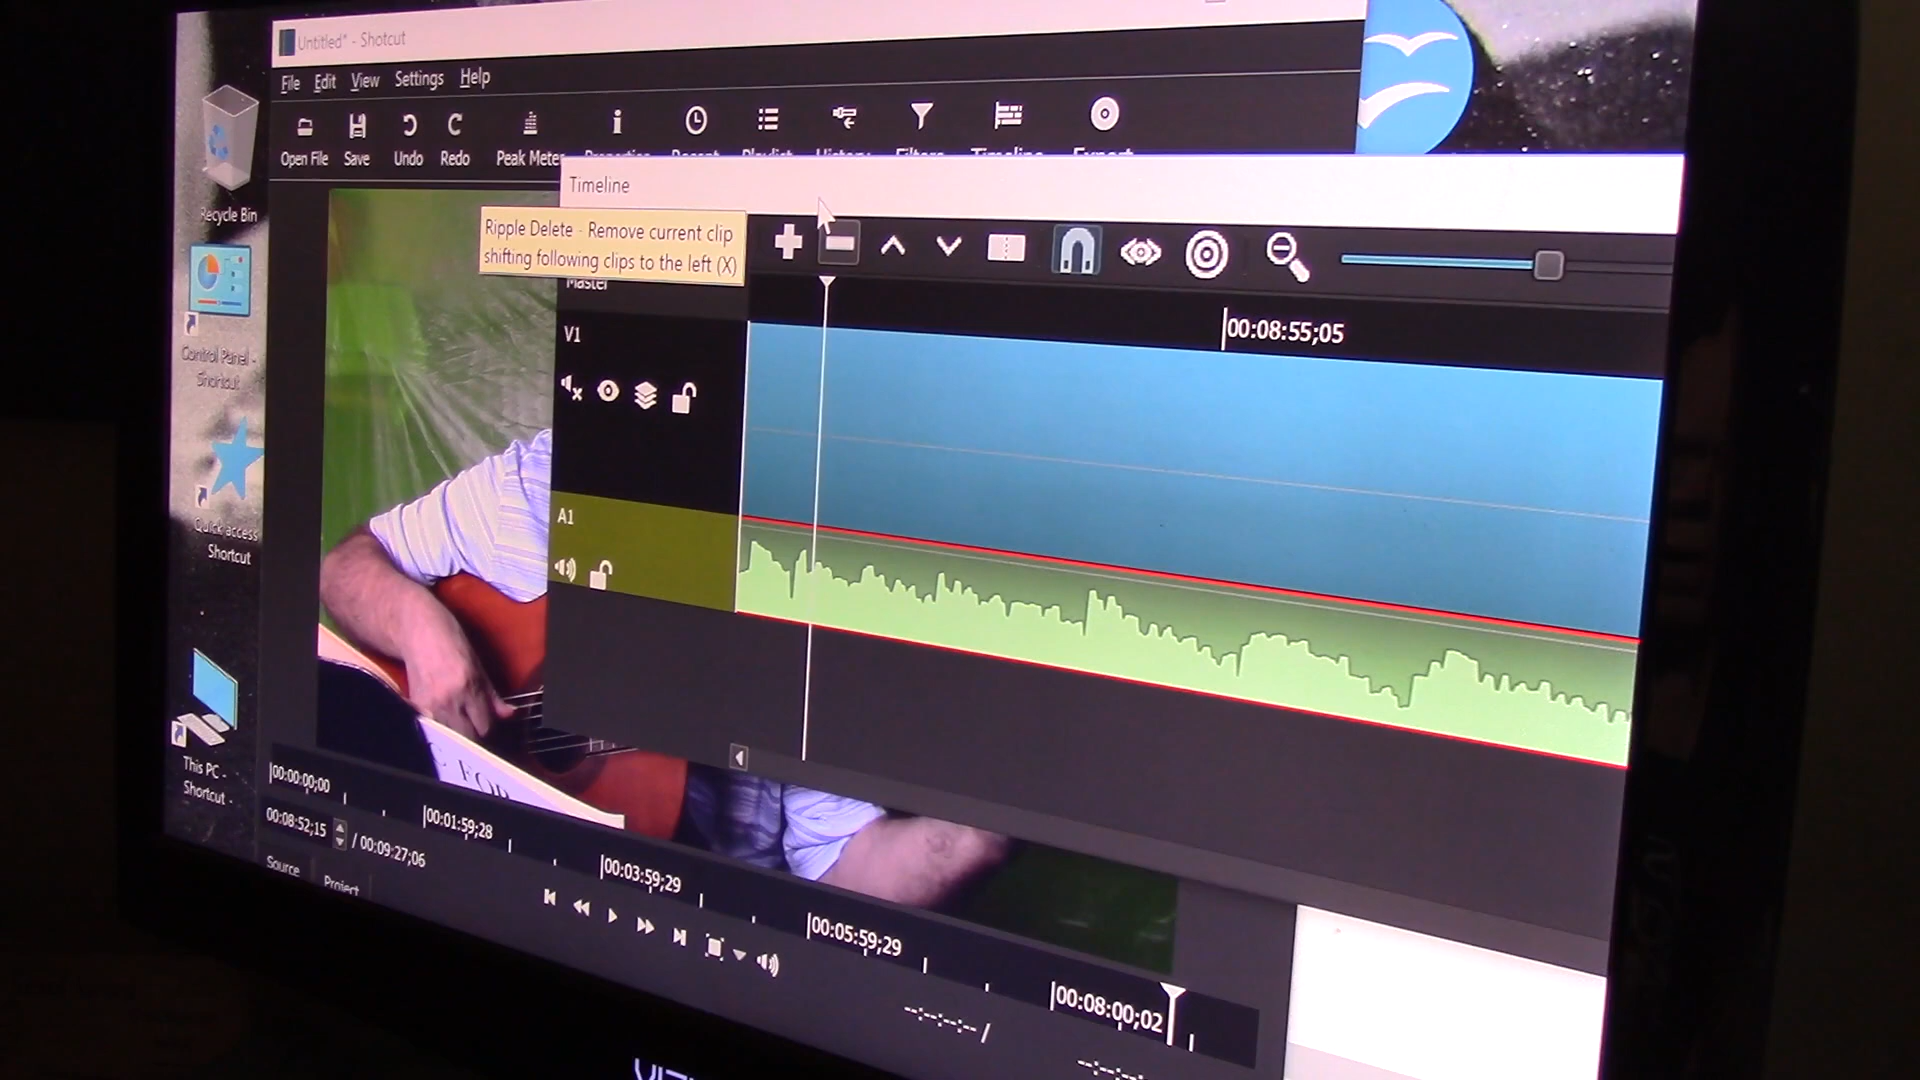 Untitled* - Shotcut
File Edit View Settings Help
Open File Save Undo Redo Peak Meter Properties Recent Playlist History Filters Timeline Export
Timeline
Ripple Delete - Remove current clip
shifting following clips to the left (X)
Master
00:08:55;05
V1
A1
Recycle Bin
Control Panel -
Shortcut
Quick access
Shortcut
This PC -
Shortcut -
C FOR
00:00:00;00
00:01:59;28
00:03:59;29
00:05:59;29
00:08:00;02
00:08:52;15 / 00:09:27;06
Source Project
--:--:--:-- /
--:--:--:--